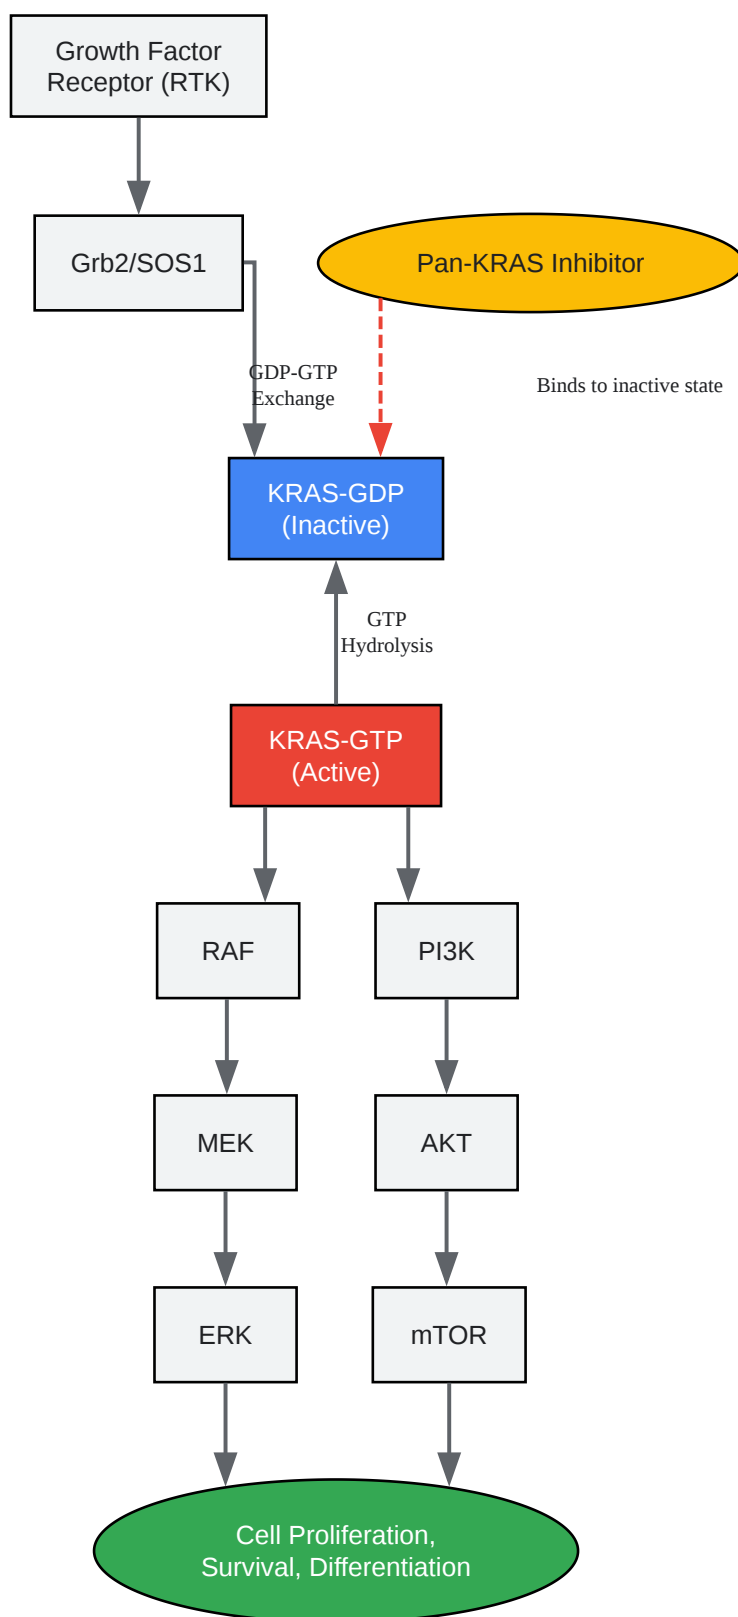 Growth Factor
Receptor (RTK)
Grb2/SOS1
Pan-KRAS Inhibitor
GDP-GTP
Exchange
Binds to inactive state
KRAS-GDP
(Inactive)
GTP
Hydrolysis
KRAS-GTP
(Active)
RAF
PI3K
MEK
AKT
ERK
mTOR
Cell Proliferation,
Survival, Differentiation